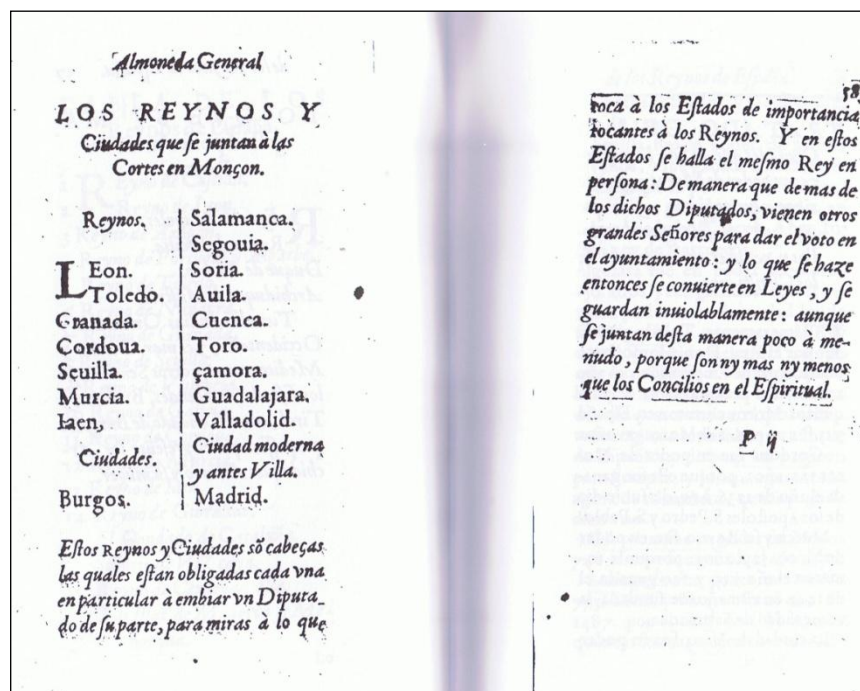 Almoneda General
LOS REYNOS Y
Ciudades que ſe juntan à las
Cortes en Monçon.
Reynos.
LEon.
Toledo.
Granada.
Cordoua.
Seuilla.
Murcia.
Iaen,
Ciudades.
Burgos.
Salamanca.
Segouia.
Soria.
Auila.
Cuenca.
Toro.
çamora.
Guadalajara.
Valladolid.
Ciudad moderna
y antes Villa.
Madrid.
Eſtos Reynos y Ciudades sõ cabeças
las quales eſtan obligadas cada vna
en particular à embiar vn Diputa
do de ſu parte, para miras à lo que
58
toca à los Eſtados de importancia,
tocantes à los Reynos. Y en eſtos
Eſtados ſe halla el meſmo Rey en
perſona: De manera que de mas de
los dichos Diputados, vienen otros
grandes Señores para dar el voto en
el ayuntamiento: y lo que ſe haze
entonces ſe conuierte en Leyes, y ſe
guardan inuiolablemente: aunque
ſe juntan deſta manera poco à me-
nudo, porque ſon ny mas ny menos
que los Concilios en el Eſpiritual.
P ij